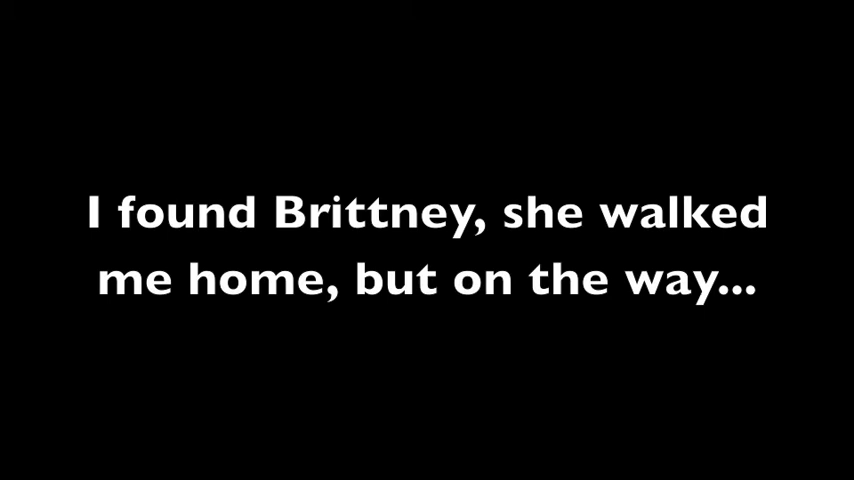 I found Brittney, she walked
me home, but on the way...